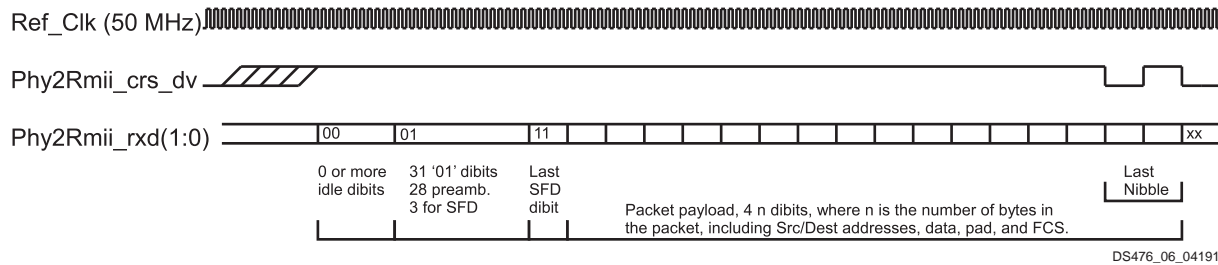 Ref_Clk (50 MHz)
Phy2Rmii_crs_dv
Phy2Rmii_rxd(1:0)
00
01
11
xx
0 or more
idle dibits
31 ‘01’ dibits
28 preamb.
3 for SFD
Last
SFD
dibit
Last
Nibble
Packet payload, 4 n dibits, where n is the number of bytes in
the packet, including Src/Dest addresses, data, pad, and FCS.
DS476_06_04191